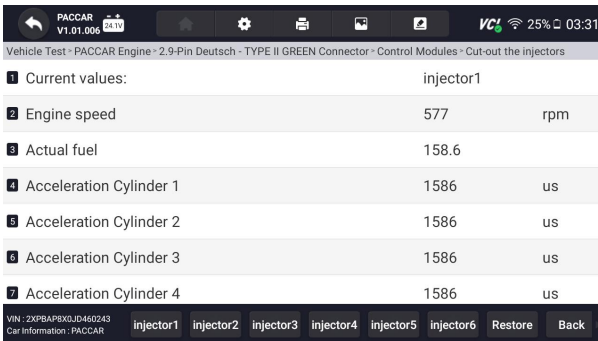 PACCAR
V1.01.006 24.1V VC! 25% 03:31
Vehicle Test > PACCAR Engine > 2.9-Pin Deutsch - TYPE II GREEN Connector > Control Modules > Cut-out the injectors
1 Current values: injector1
2 Engine speed 577 rpm
3 Actual fuel 158.6
4 Acceleration Cylinder 1 1586 us
5 Acceleration Cylinder 2 1586 us
6 Acceleration Cylinder 3 1586 us
7 Acceleration Cylinder 4 1586 us
VIN : 2XPBAP8X0JD460243
Car Information : PACCAR
injector1 injector2 injector3 injector4 injector5 injector6 Restore Back